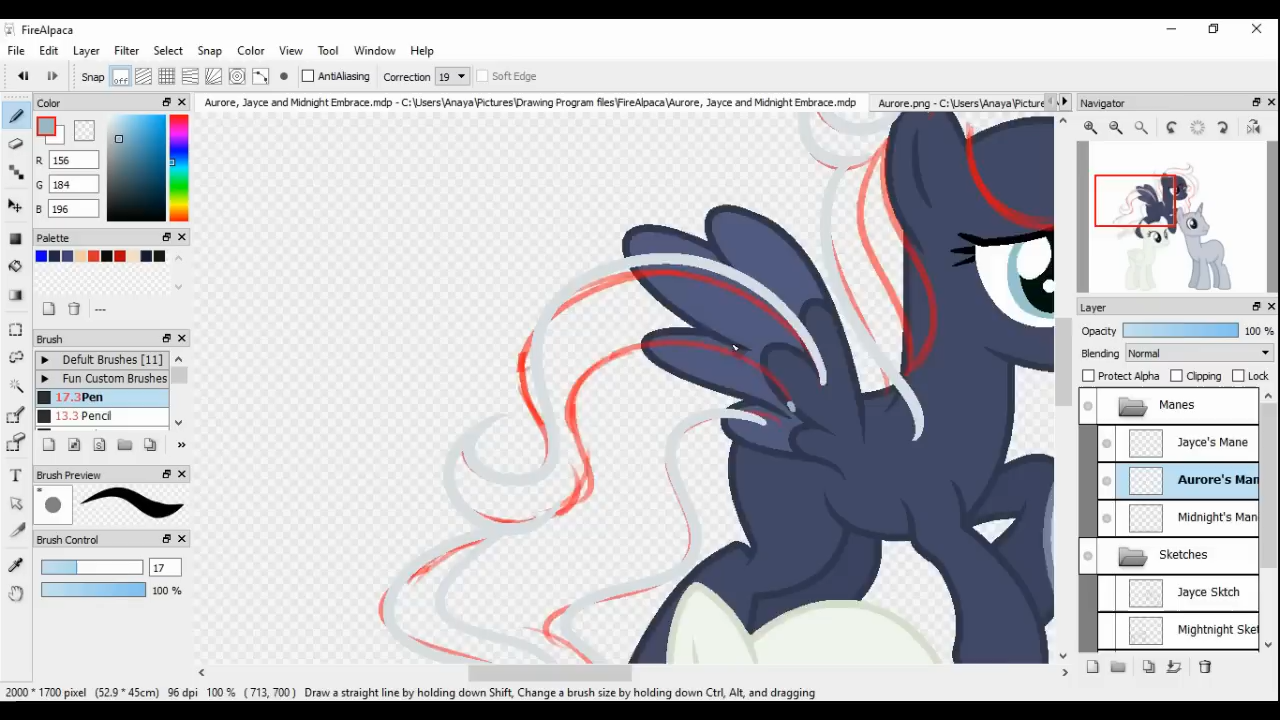 FireAlpaca
File Edit Layer Filter Select Snap Color View Tool Window Help
Snap off AntiAliasing Correction 19 Soft Edge
Color
R 156
G 184
B 196
Palette
---
Brush
Defult Brushes [11]
Fun Custom Brushes
17.3 Pen
13.3 Pencil
Brush Preview
Brush Control
17
100 %
Aurore, Jayce and Midnight Embrace.mdp - C:\Users\Anaya\Pictures\Drawing Program files\FireAlpaca\Aurore, Jayce and Midnight Embrace.mdp
Aurore.png - C:\Users\Anaya\Picture
Navigator
Layer
Opacity 100 %
Blending Normal
Protect Alpha Clipping Lock
Manes
Jayce's Mane
Aurore's Man
Midnight's Man
Sketches
Jayce Sktch
Mightnight Sket
2000 * 1700 pixel (52.9 * 45cm) 96 dpi 100 % ( 713, 700 ) Draw a straight line by holding down Shift, Change a brush size by holding down Ctrl, Alt, and dragging